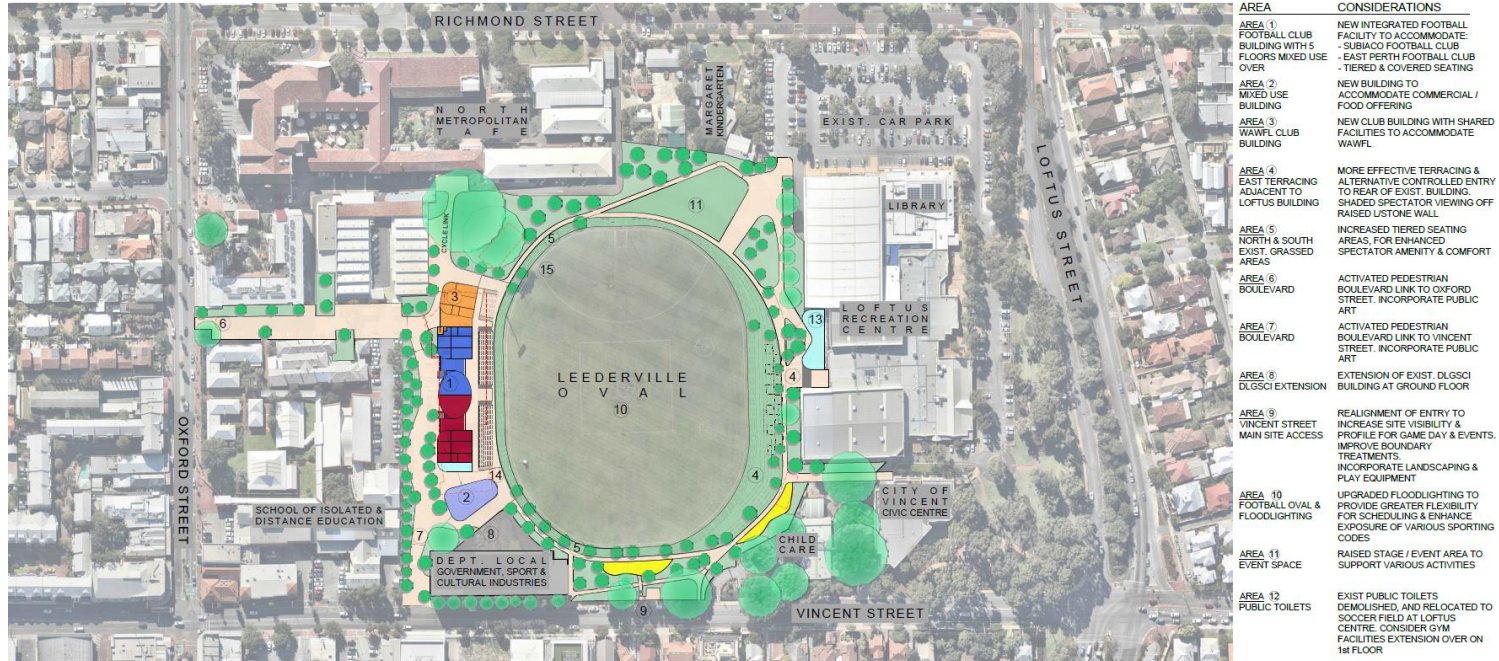 RICHMOND STREET
NORTH
METROPOLITAN
TAFE
MARGARET
KINDERGARTEN
EXIST. CAR PARK
LOFTUS STREET
LIBRARY
CYCLE LINK
11
5
15
3
6
LOFTUS
RECREATION
CENTRE
13
4
1
LEEDERVILLE
OVAL
10
OXFORD STREET
14
4
2
SCHOOL OF ISOLATED &
DISTANCE EDUCATION
CITY OF
VINCENT
CIVIC CENTRE
7
8
5
CHILD
CARE
DEPT. LOCAL
GOVERNMENT, SPORT &
CULTURAL INDUSTRIES
9
VINCENT STREET
AREA CONSIDERATIONS
AREA 1 NEW INTEGRATED FOOTBALL
FOOTBALL CLUB FACILITY TO ACCOMMODATE:
BUILDING WITH 5 - SUBIACO FOOTBALL CLUB
FLOORS MIXED USE - EAST PERTH FOOTBALL CLUB
OVER - TIERED & COVERED SEATING
AREA 2 NEW BUILDING TO
MIXED USE ACCOMMODATE COMMERCIAL /
BUILDING FOOD OFFERING
AREA 3 NEW CLUB BUILDING WITH SHARED
WAWFL CLUB FACILITIES TO ACCOMMODATE
BUILDING WAWFL
AREA 4 MORE EFFECTIVE TERRACING &
EAST TERRACING ALTERNATIVE CONTROLLED ENTRY
ADJACENT TO TO REAR OF EXIST. BUILDING.
LOFTUS BUILDING SHADED SPECTATOR VIEWING OFF
RAISED L/STONE WALL
AREA 5 INCREASED TIERED SEATING
NORTH & SOUTH AREAS, FOR ENHANCED
EXIST. GRASSED SPECTATOR AMENITY & COMFORT
AREAS
AREA 6 ACTIVATED PEDESTRIAN
BOULEVARD BOULEVARD LINK TO OXFORD
STREET. INCORPORATE PUBLIC
ART
AREA 7 ACTIVATED PEDESTRIAN
BOULEVARD BOULEVARD LINK TO VINCENT
STREET. INCORPORATE PUBLIC
ART
AREA 8 EXTENSION OF EXIST. DLGSCI
DLGSCI EXTENSION BUILDING AT GROUND FLOOR
AREA 9 REALIGNMENT OF ENTRY TO
VINCENT STREET INCREASE SITE VISIBILITY &
MAIN SITE ACCESS PROFILE FOR GAME DAY & EVENTS.
IMPROVE BOUNDARY
TREATMENTS.
INCORPORATE LANDSCAPING &
PLAY EQUIPMENT
AREA 10 UPGRADED FLOODLIGHTING TO
FOOTBALL OVAL & PROVIDE GREATER FLEXIBILITY
FLOODLIGHTING FOR SCHEDULING & ENHANCE
EXPOSURE OF VARIOUS SPORTING
CODES
AREA 11 RAISED STAGE / EVENT AREA TO
EVENT SPACE SUPPORT VARIOUS ACTIVITIES
AREA 12 EXIST PUBLIC TOILETS
PUBLIC TOILETS DEMOLISHED, AND RELOCATED TO
SOCCER FIELD AT LOFTUS
CENTRE. CONSIDER GYM
FACILITIES EXTENSION OVER ON
1st FLOOR